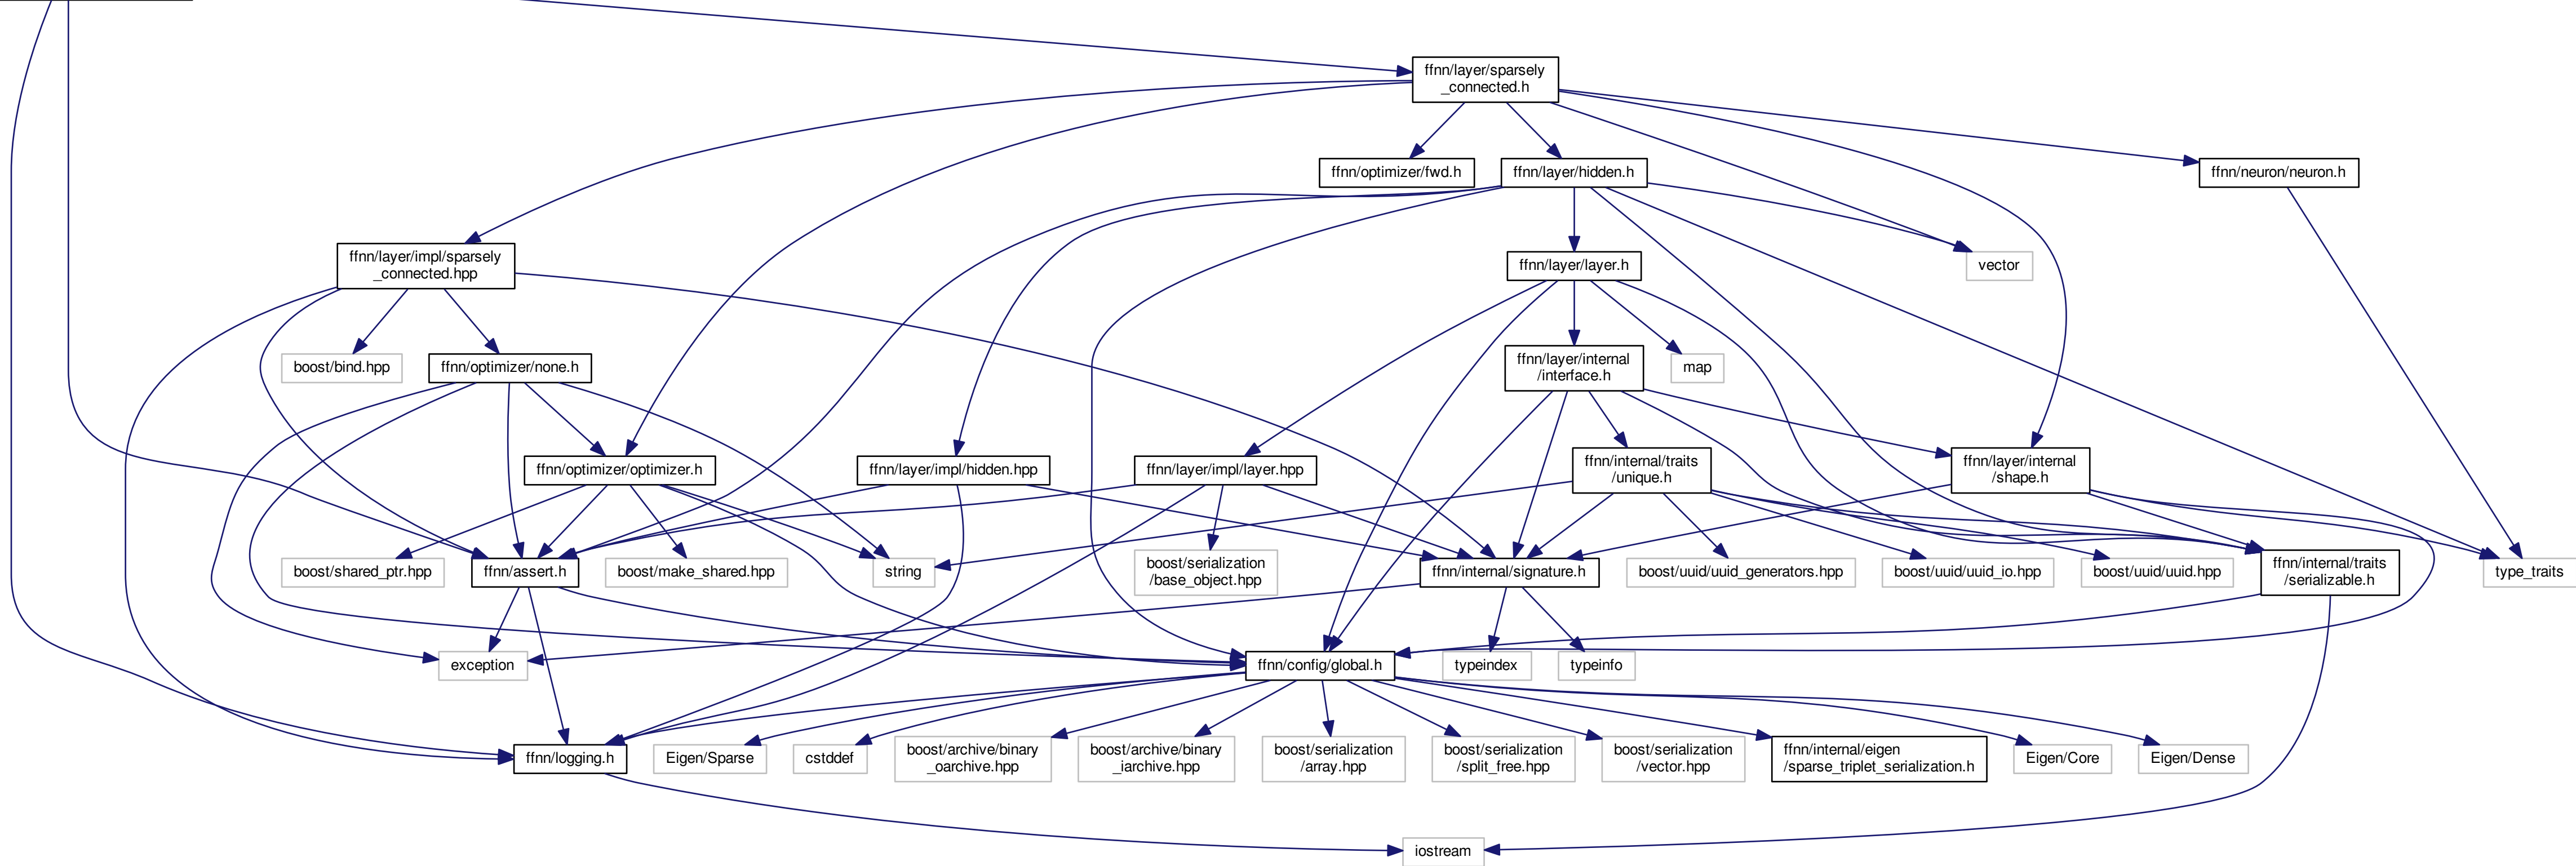 ffnn/layer/sparsely
_connected.h
ffnn/optimizer/fwd.h
ffnn/layer/hidden.h
ffnn/neuron/neuron.h
ffnn/layer/impl/sparsely
_connected.hpp
ffnn/layer/layer.h
vector
boost/bind.hpp
ffnn/optimizer/none.h
ffnn/layer/internal
/interface.h
map
ffnn/optimizer/optimizer.h
ffnn/layer/impl/hidden.hpp
ffnn/layer/impl/layer.hpp
ffnn/internal/traits
/unique.h
ffnn/layer/internal
/shape.h
boost/shared_ptr.hpp
ffnn/assert.h
boost/make_shared.hpp
string
boost/serialization
/base_object.hpp
ffnn/internal/signature.h
boost/uuid/uuid_generators.hpp
boost/uuid/uuid_io.hpp
boost/uuid/uuid.hpp
ffnn/internal/traits
/serializable.h
type_traits
exception
ffnn/config/global.h
typeindex
typeinfo
ffnn/logging.h
Eigen/Sparse
cstddef
boost/archive/binary
_oarchive.hpp
boost/archive/binary
_iarchive.hpp
boost/serialization
/array.hpp
boost/serialization
/split_free.hpp
boost/serialization
/vector.hpp
ffnn/internal/eigen
/sparse_triplet_serialization.h
Eigen/Core
Eigen/Dense
iostream